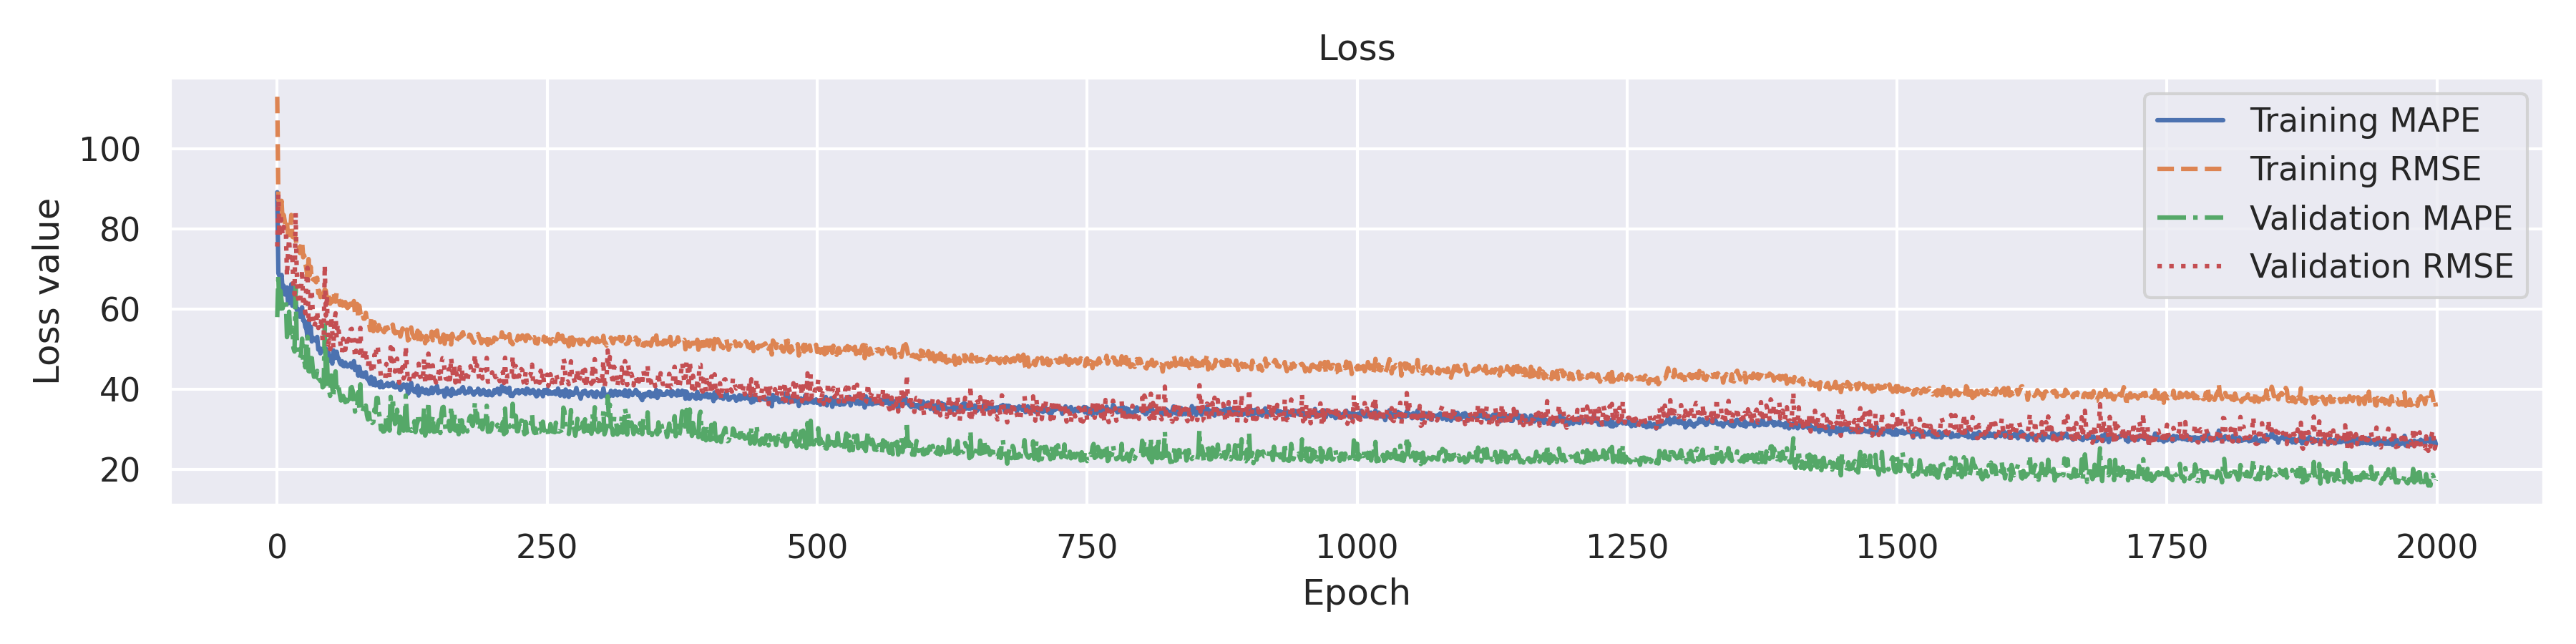 Loss
Loss value
100
80
60
40
20
Training MAPE
Training RMSE
Validation MAPE
Validation RMSE
0 250 500 750 1000 1250 1500 1750 2000
Epoch